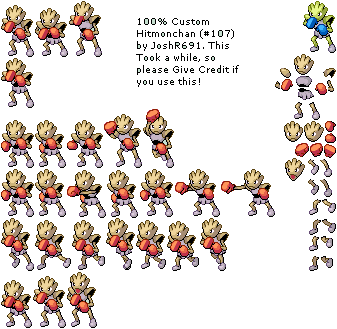 100% Custom
Hitmonchan (#107)
by JoshR691. This
Took a while, so
please Give Credit if
you use this!